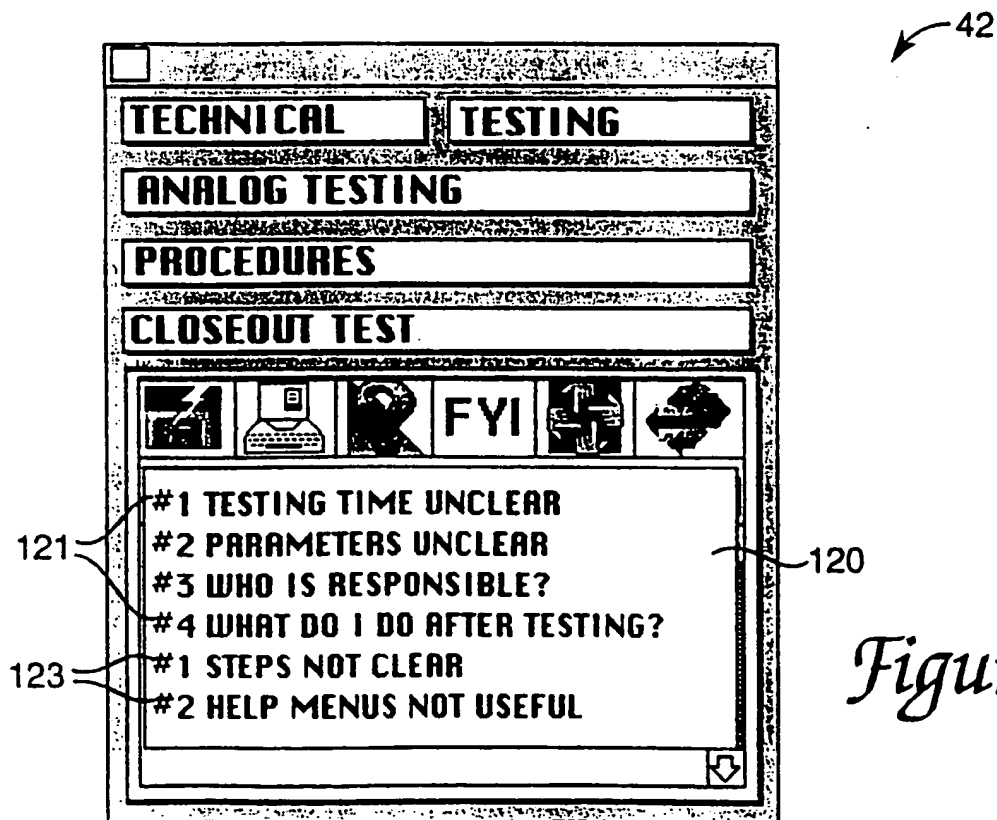 42
TECHNICAL TESTING
ANALOG TESTING
PROCEDURES
CLOSEOUT TEST
FYI
#1 TESTING TIME UNCLEAR
#2 PARAMETERS UNCLEAR
#3 WHO IS RESPONSIBLE?
#4 WHAT DO I DO AFTER TESTING?
#1 STEPS NOT CLEAR
#2 HELP MENUS NOT USEFUL
121
120
123